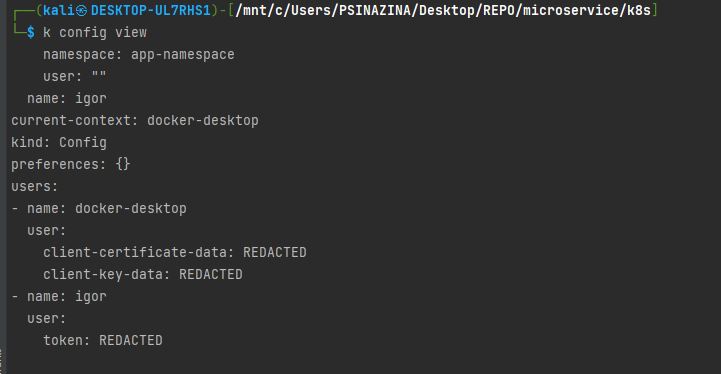 ┌──(kali㉿DESKTOP-UL7RHS1)-[/mnt/c/Users/PSINAZINA/Desktop/REPO/microservice/k8s]
└─$ k config view
    namespace: app-namespace
    user: ""
  name: igor
current-context: docker-desktop
kind: Config
preferences: {}
users:
- name: docker-desktop
  user:
    client-certificate-data: REDACTED
    client-key-data: REDACTED
- name: igor
  user:
    token: REDACTED